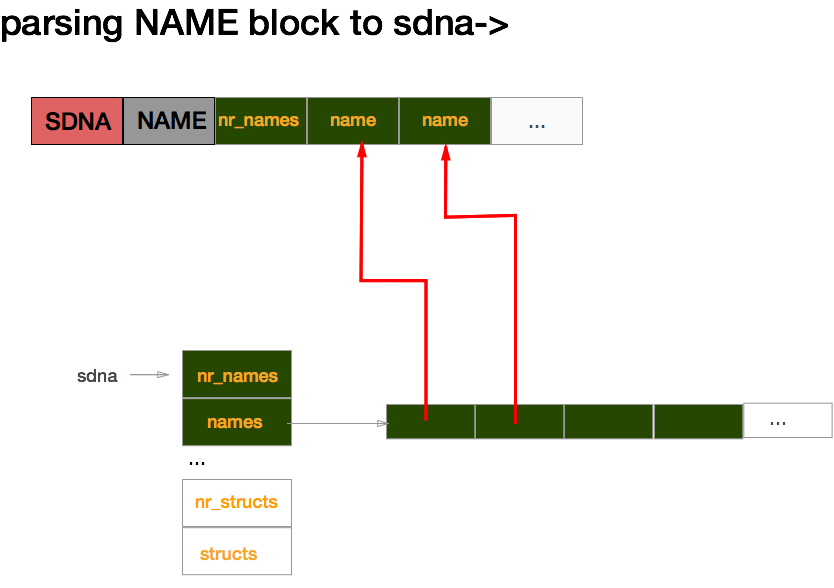 parsing NAME block to sdna->
SDNA NAME nr_names name name ...
sdna nr_names
names ...
...
nr_structs
structs